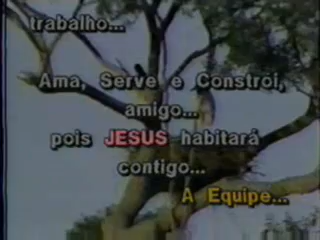 trabalho...
Ama, Serve e Constroi,
amigo...
pois JESUS habitará
contigo...
A Equipe...